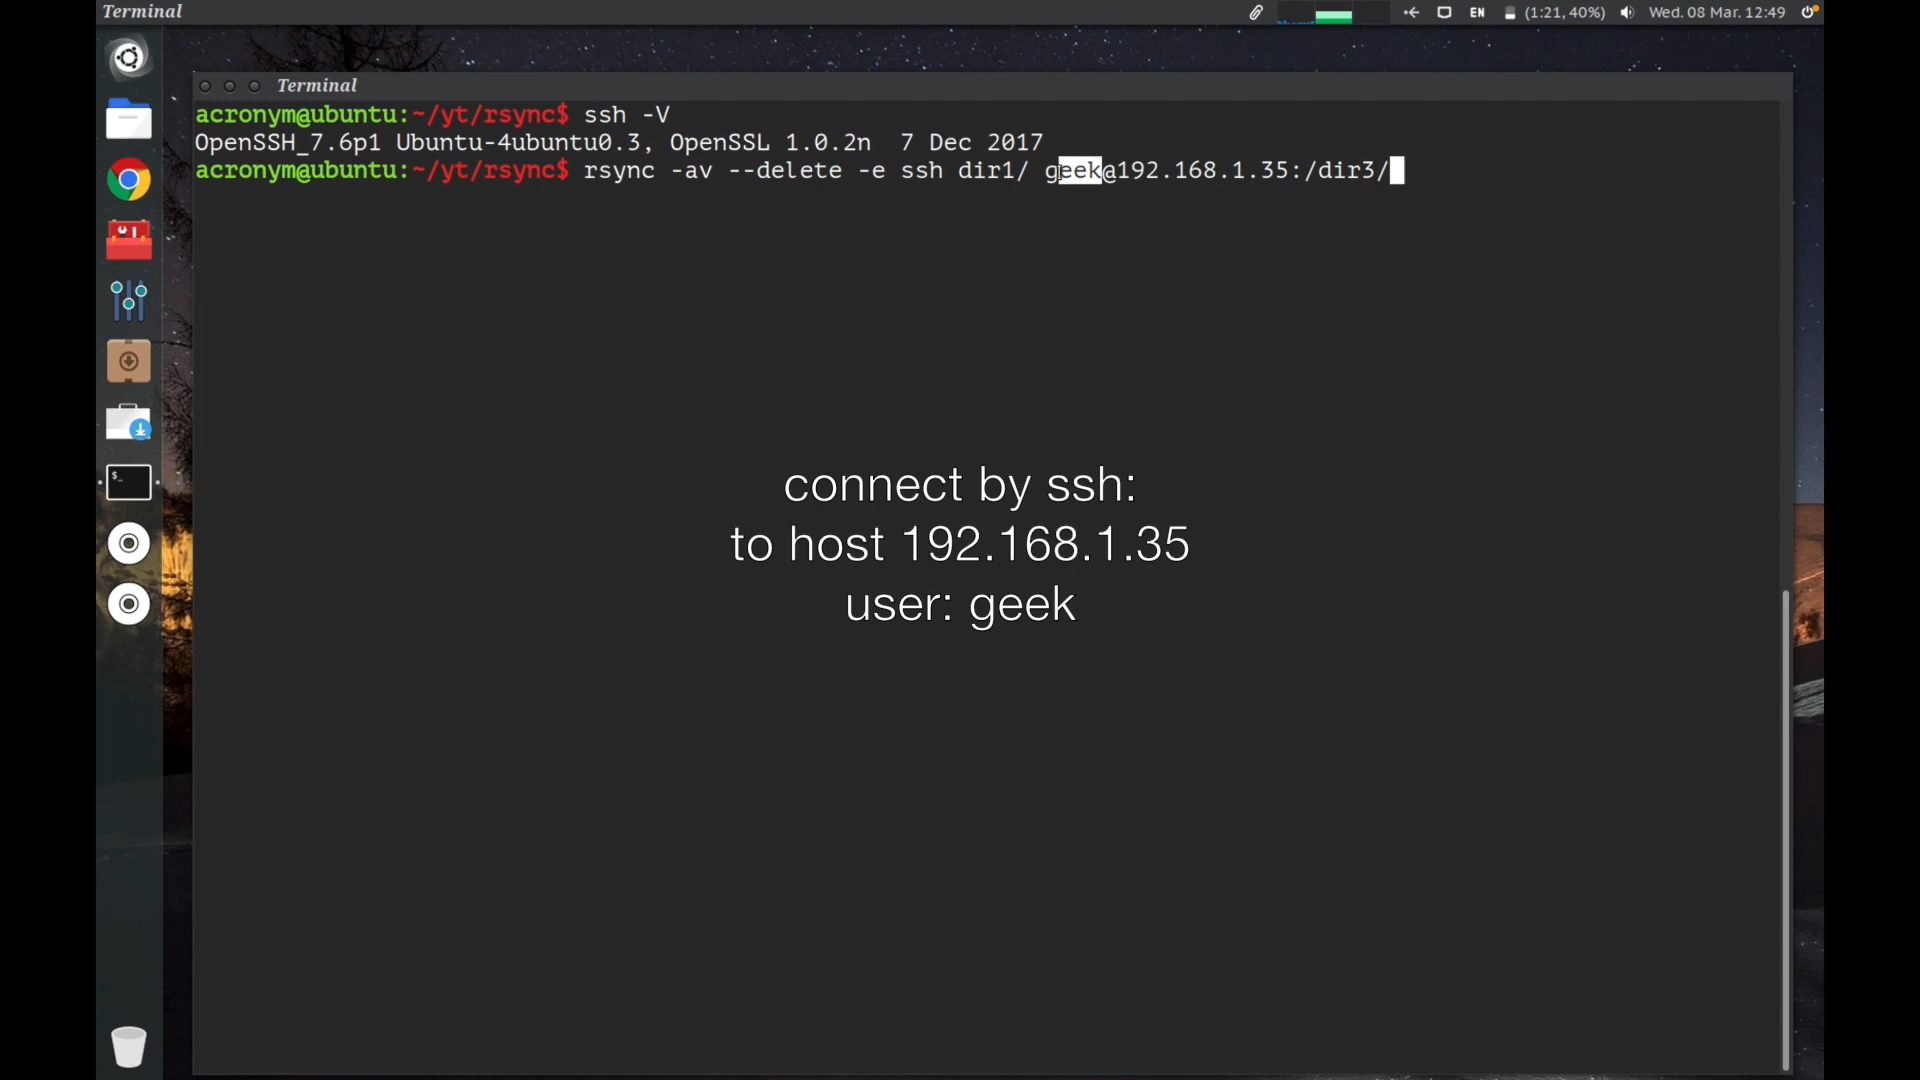 Terminal
EN (1:21, 40%) Wed. 08 Mar. 12:49
Terminal
acronym@ubuntu:~/yt/rsync$ ssh -V
OpenSSH_7.6p1 Ubuntu-4ubuntu0.3, OpenSSL 1.0.2n  7 Dec 2017
acronym@ubuntu:~/yt/rsync$ rsync -av --delete -e ssh dir1/ geek@192.168.1.35:/dir3/
connect by ssh:
to host 192.168.1.35
user: geek
$_